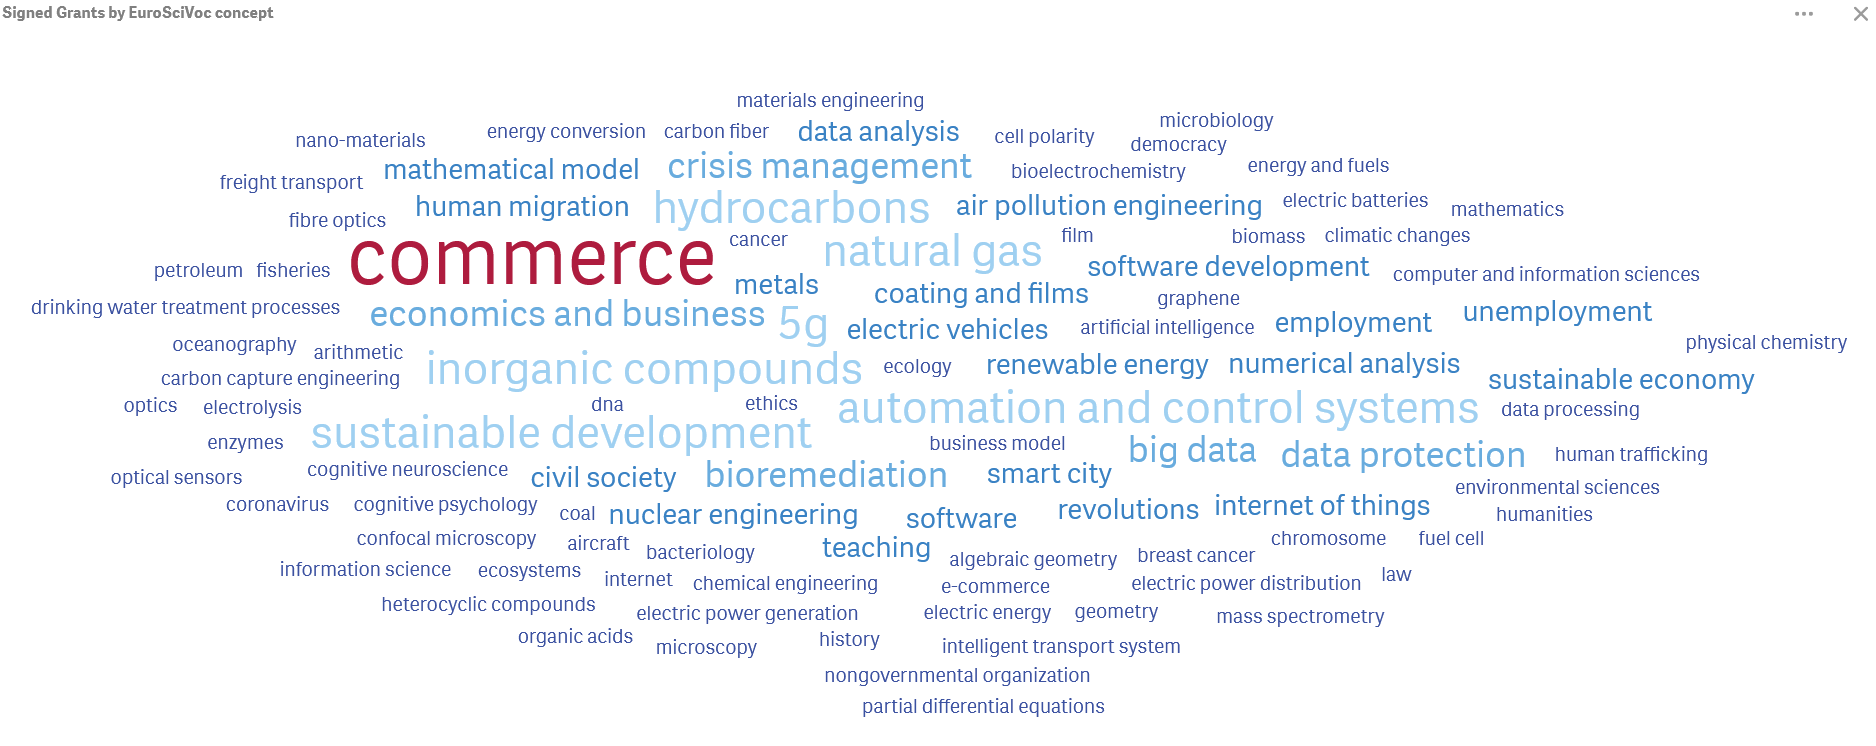 Signed Grants by EuroSciVoc concept
materials engineering
microbiology
nano-materials
energy conversion
carbon fiber
data analysis
cell polarity
democracy
mathematical model
crisis management
bioelectrochemistry
energy and fuels
freight transport
human migration
hydrocarbons
air pollution engineering
electric batteries
mathematics
fibre optics
commerce
cancer
natural gas
film
biomass
climatic changes
petroleum
fisheries
metals
software development
computer and information sciences
drinking water treatment processes
economics and business
5g
coating and films
graphene
electric vehicles
artificial intelligence
employment
unemployment
oceanography
arithmetic
physical chemistry
carbon capture engineering
inorganic compounds
ecology
renewable energy
numerical analysis
sustainable economy
optics
electrolysis
dna
ethics
automation and control systems
data processing
enzymes
sustainable development
business model
big data
data protection
human trafficking
optical sensors
cognitive neuroscience
civil society
bioremediation
smart city
environmental sciences
coronavirus
cognitive psychology
coal
nuclear engineering
software
revolutions
internet of things
humanities
confocal microscopy
aircraft
bacteriology
teaching
algebraic geometry
breast cancer
chromosome
fuel cell
information science
ecosystems
internet
chemical engineering
e-commerce
electric power distribution
law
heterocyclic compounds
electric power generation
electric energy
geometry
mass spectrometry
organic acids
microscopy
history
intelligent transport system
nongovernmental organization
partial differential equations